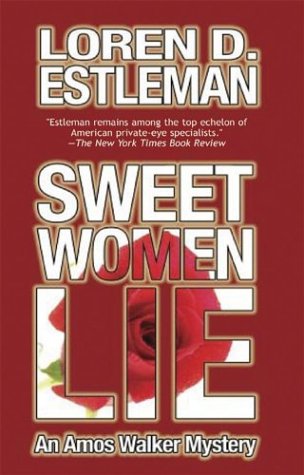 LOREN D.
ESTLEMAN
"Estleman remains among the top echelon of
American private-eye specialists."
—The New York Times Book Review
SWEET
WOMEN
LIE
An Amos Walker Mystery